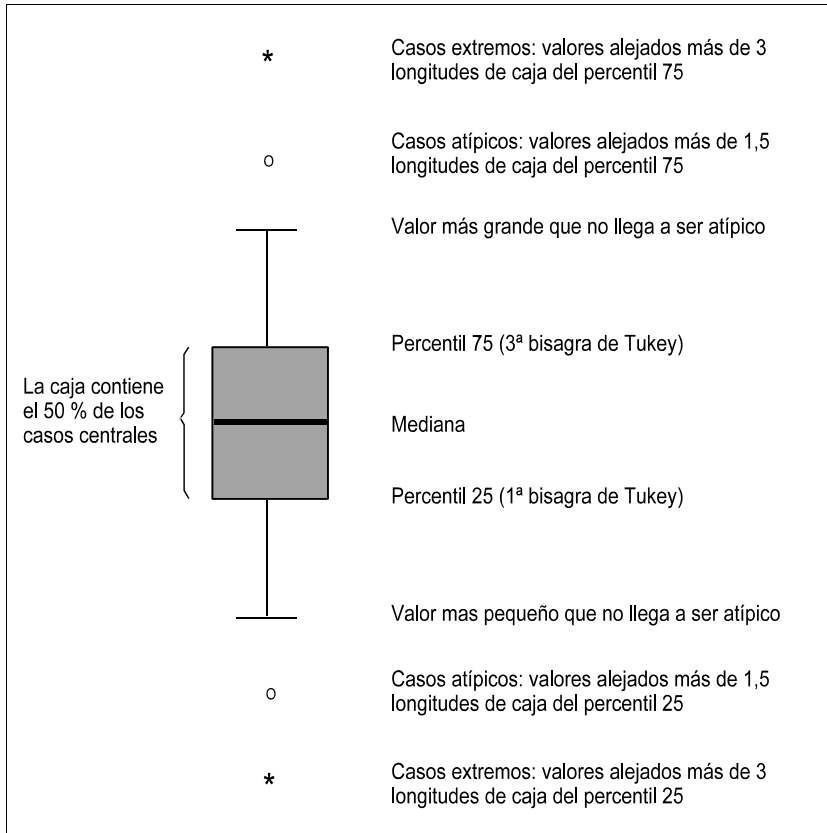 Casos extremos: valores alejados más de 3
longitudes de caja del percentil 75
Casos atípicos: valores alejados más de 1,5
longitudes de caja del percentil 75
Valor más grande que no llega a ser atípico
Percentil 75 (3ª bisagra de Tukey)
La caja contiene
el 50 % de los
casos centrales
Mediana
Percentil 25 (1ª bisagra de Tukey)
Valor mas pequeño que no llega a ser atípico
Casos atípicos: valores alejados más de 1,5
longitudes de caja del percentil 25
Casos extremos: valores alejados más de 3
longitudes de caja del percentil 25